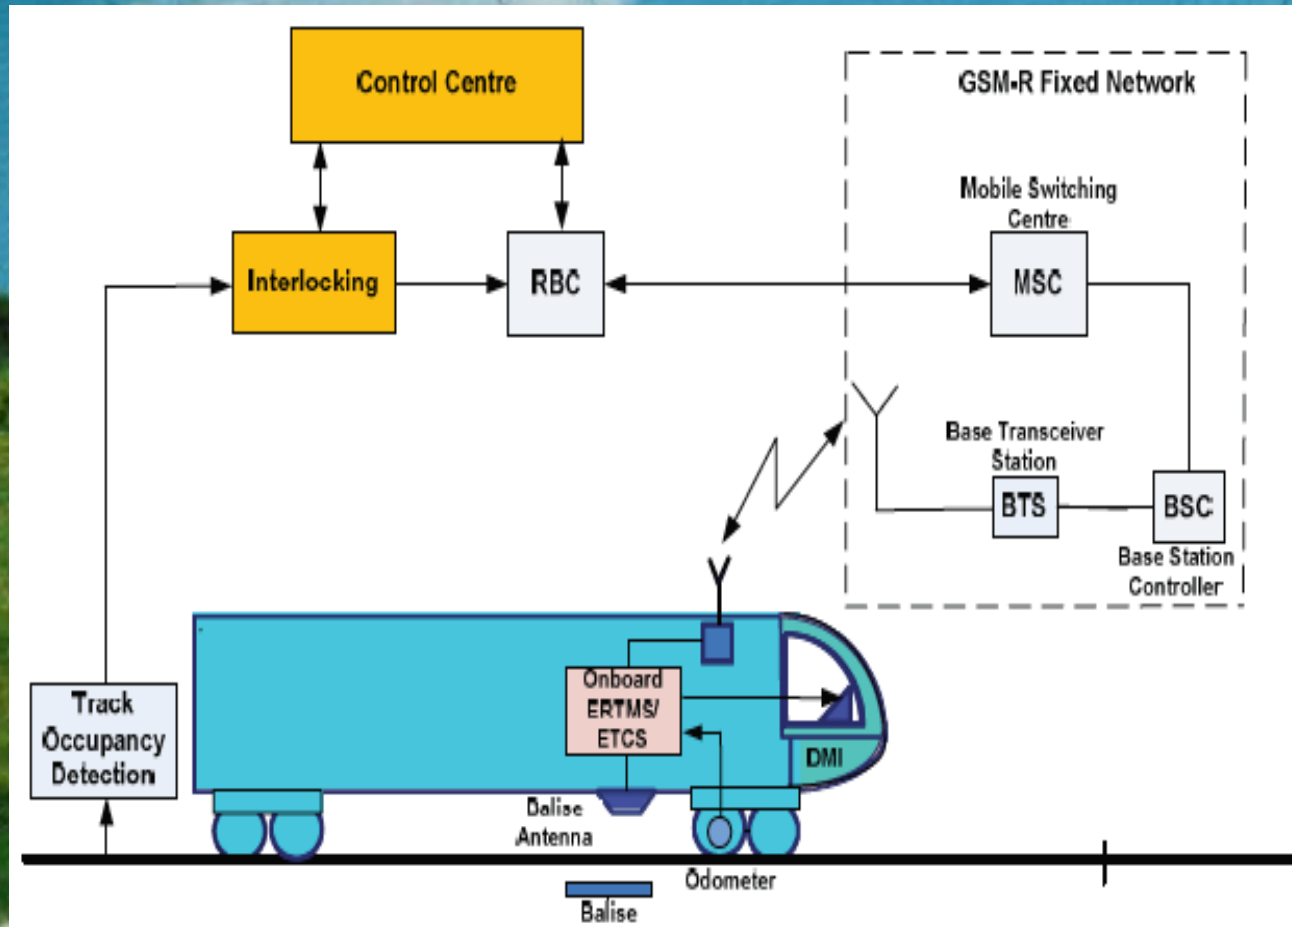 Control Centre
GSM-R Fixed Network
Mobile Switching
Centre
Interlocking
RBC
MSC
Base Transceiver
Station
BTS
BSC
Base Station
Controller
Onboard
ERTMS/
ETCS
DMI
Track
Occupancy
Detection
Balise
Antenna
Odometer
Balise